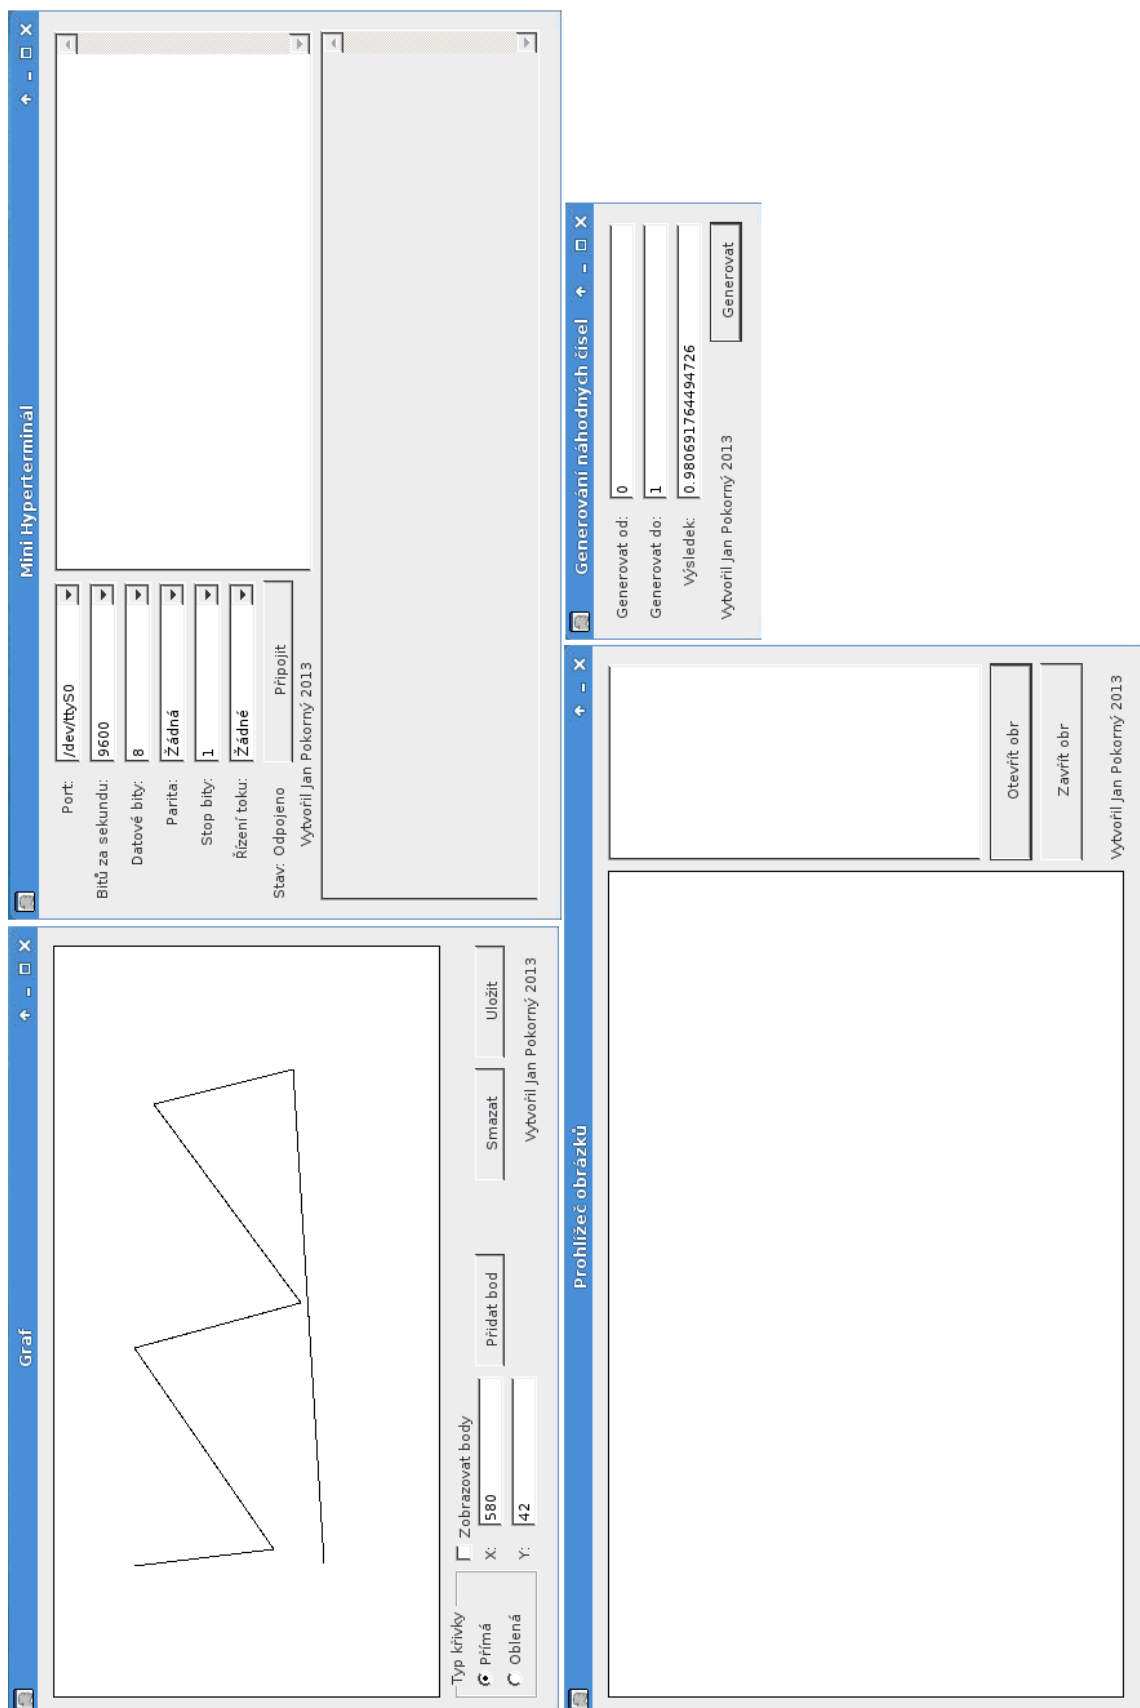 Graf
Typ křivky
Přímá
Oblená
Zobrazovat body
X: 580
Y: 42
Přidat bod
Smazat
Uložit
Vytvořil Jan Pokorný 2013
Mini Hyperterminál
Port: /dev/ttyS0
Bitů za sekundu: 9600
Datové bity: 8
Parita: Žádná
Stop bity: 1
Řízení toku: Žádné
Stav: Odpojeno
Připojit
Vytvořil Jan Pokorný 2013
Prohlížeč obrázků
Otevřít obr
Zavřít obr
Vytvořil Jan Pokorný 2013
Generování náhodných čísel
Generovat od: 0
Generovat do: 1
Výsledek: 0.980691764494726
Vytvořil Jan Pokorný 2013
Generovat